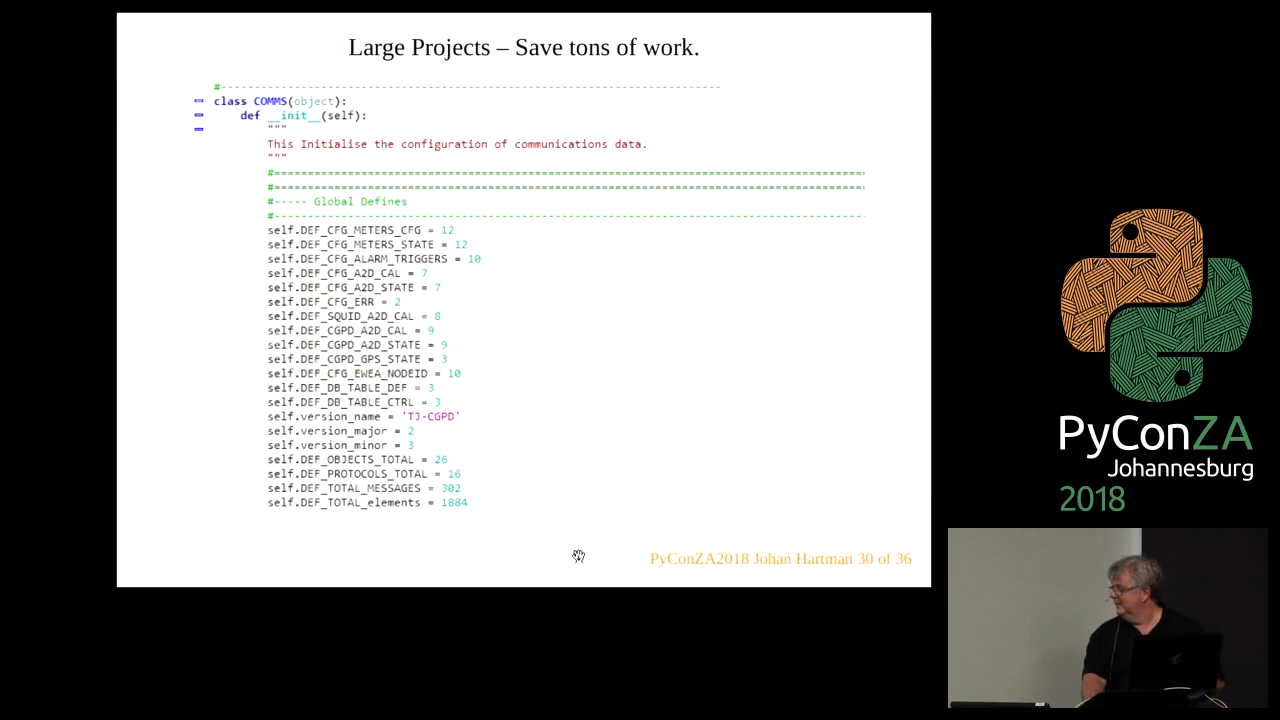 Large Projects – Save tons of work.
#-------------------------------------------------------------------
class COMMS(object):
def __init__(self):
"""
This Initialise the configuration of communications data.
"""
#=========================================================================================
#=========================================================================================
#----- Global Defines
#-----------------------------------------------------------------------------------------
self.DEF_CFG_METERS_CFG = 12
self.DEF_CFG_METERS_STATE = 12
self.DEF_CFG_ALARM_TRIGGERS = 10
self.DEF_CFG_A2D_CAL = 7
self.DEF_CFG_A2D_STATE = 7
self.DEF_CFG_ERR = 2
self.DEF_SQUID_A2D_CAL = 8
self.DEF_CGPD_A2D_CAL = 9
self.DEF_CGPD_A2D_STATE = 9
self.DEF_CGPD_GPS_STATE = 3
self.DEF_CFG_EWEA_NODEID = 10
self.DEF_DB_TABLE_DEF = 3
self.DEF_DB_TABLE_CTRL = 3
self.version_name = 'TJ-CGPD'
self.version_major = 2
self.version_minor = 3
self.DEF_OBJECTS_TOTAL = 26
self.DEF_PROTOCOLS_TOTAL = 16
self.DEF_TOTAL_MESSAGES = 302
self.DEF_TOTAL_elements = 1884
PyConZA2018 Johan Hartman 30 of 36
PyConZA
Johannesburg
2018